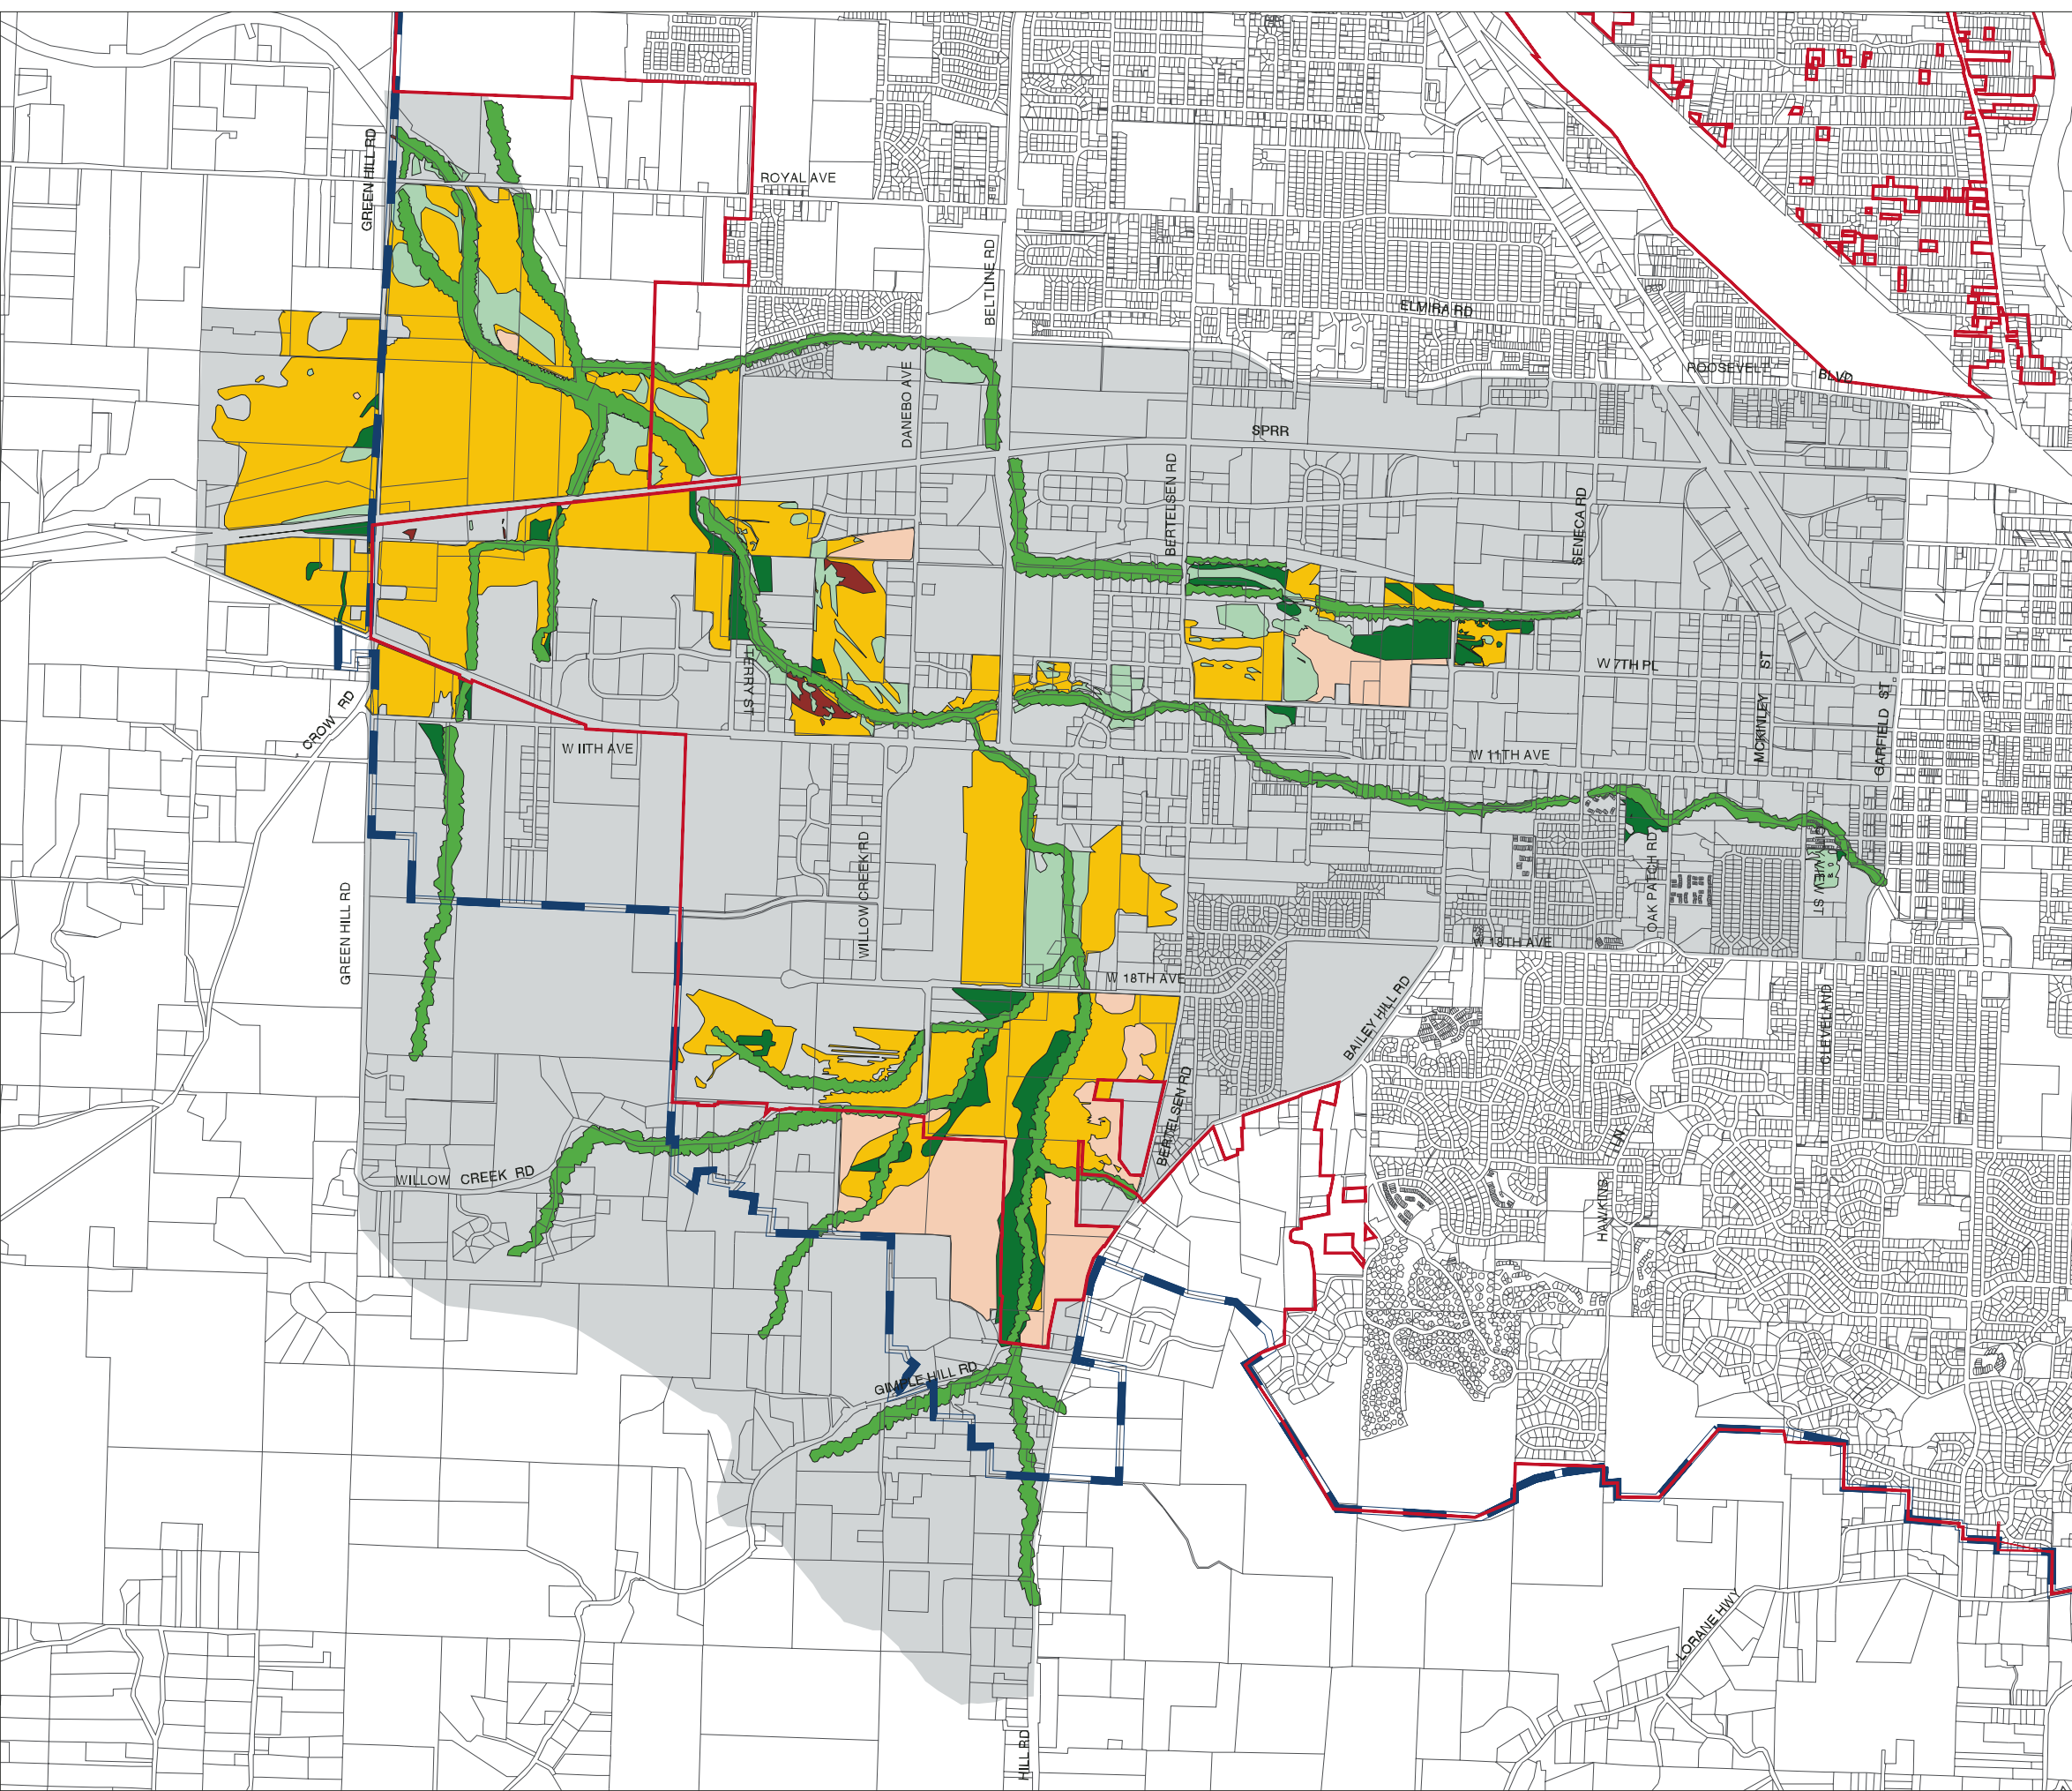 GREEN HILL RD
ROYAL AVE
BELTLINE RD
ELMIRA RD
ROOSEVELT
BLVD
DANEBO AVE
SPRR
BERTELSEN RD
SENECA RD
TERRY ST
W 7TH PL
MCKINLEY ST
GARFIELD ST
CROW RD
W IITH AVE
W 11TH AVE
WILLOW CREEK RD
OAK PATCH RD
GREEN HILL RD
W 18TH AVE
W 18TH AVE
BAILEY HILL RD
CLEVELAND
BERTELSEN RD
WILLOW CREEK RD
HAWKINS
LN
GIMPLE HILL RD
LORANE HWY
HILL RD